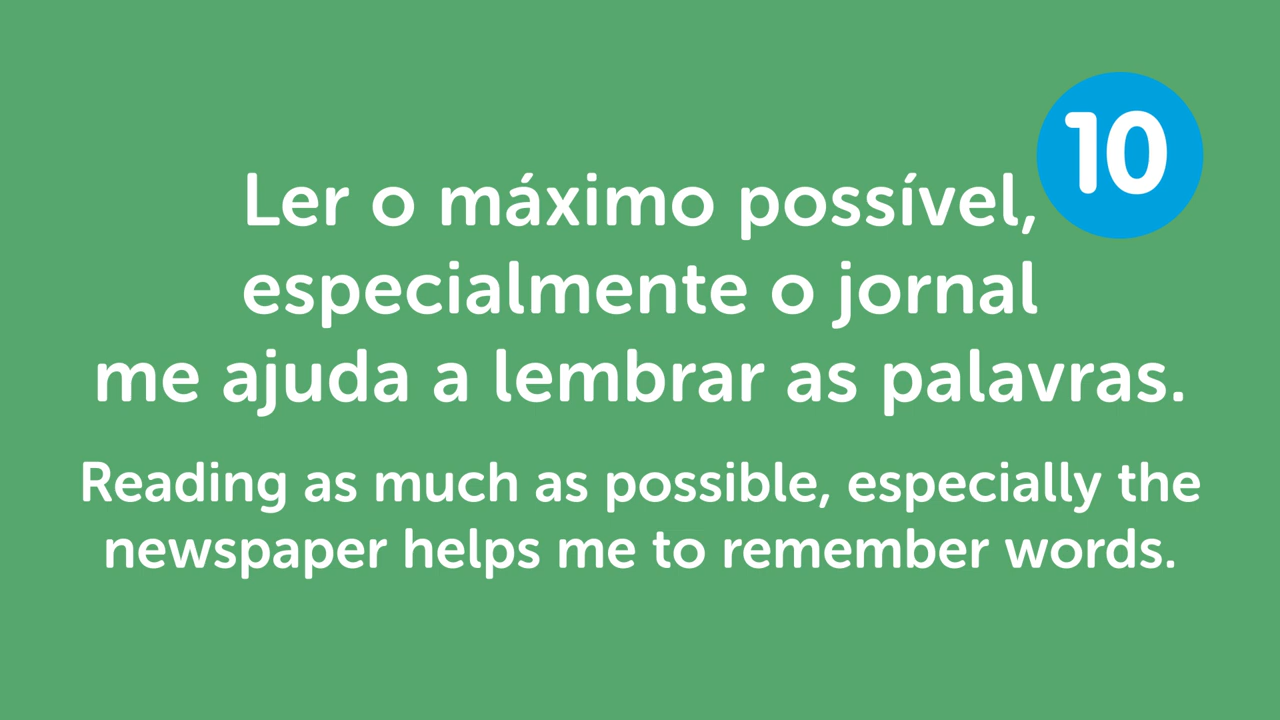 10
Ler o máximo possível,
especialmente o jornal
me ajuda a lembrar as palavras.
Reading as much as possible, especially the
newspaper helps me to remember words.